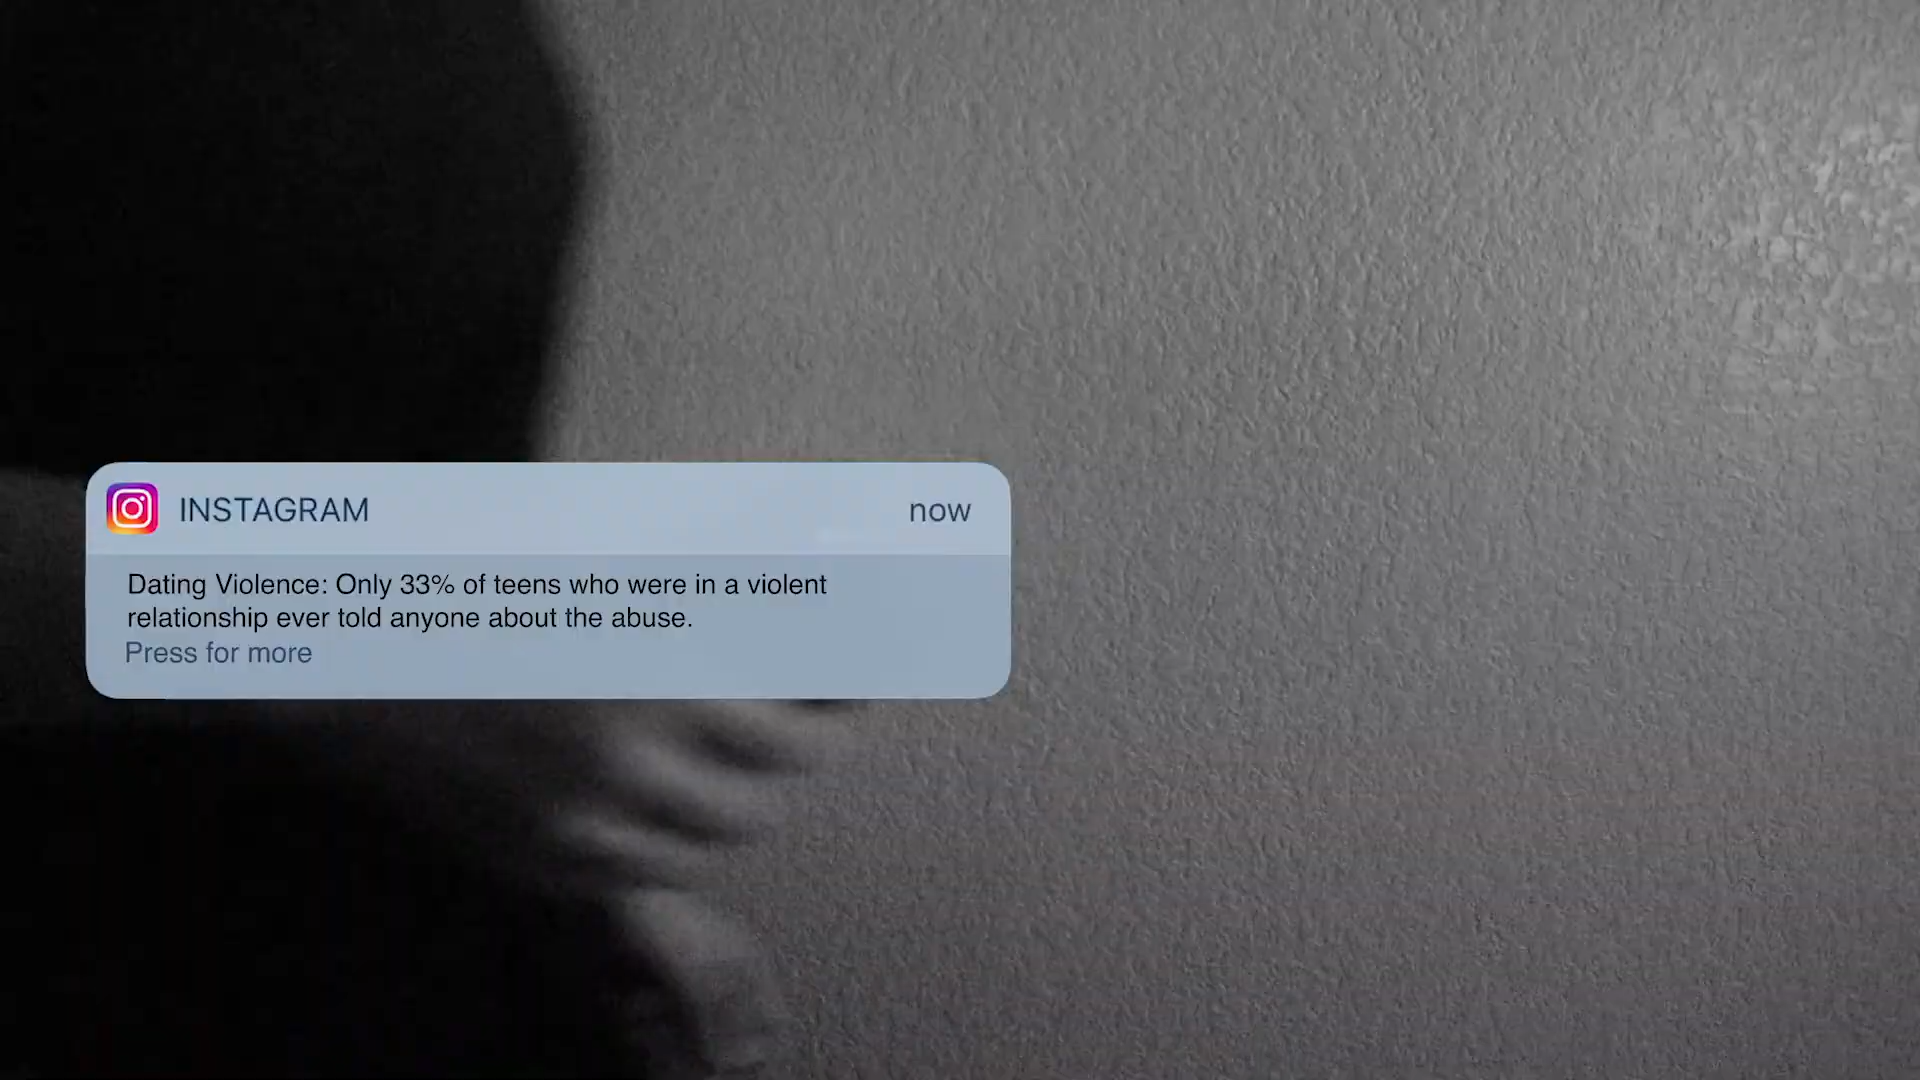 INSTAGRAM now
Dating Violence: Only 33% of teens who were in a violent
relationship ever told anyone about the abuse.
Press for more